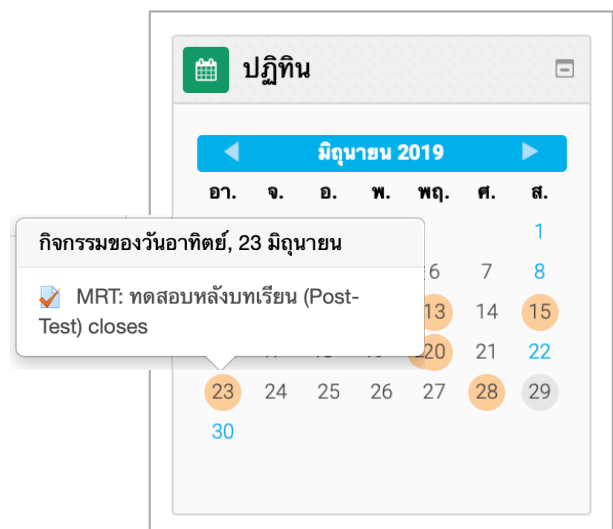 ปฏิทิน
มิถุนายน 2019
อา. จ. อ. พ. พฤ. ศ. ส.
1
กิจกรรมของวันอาทิตย์, 23 มิถุนายน
6 7 8
MRT: ทดสอบหลังบทเรียน (Post-
Test) closes
13 14 15
20 21 22
23 24 25 26 27 28 29
30